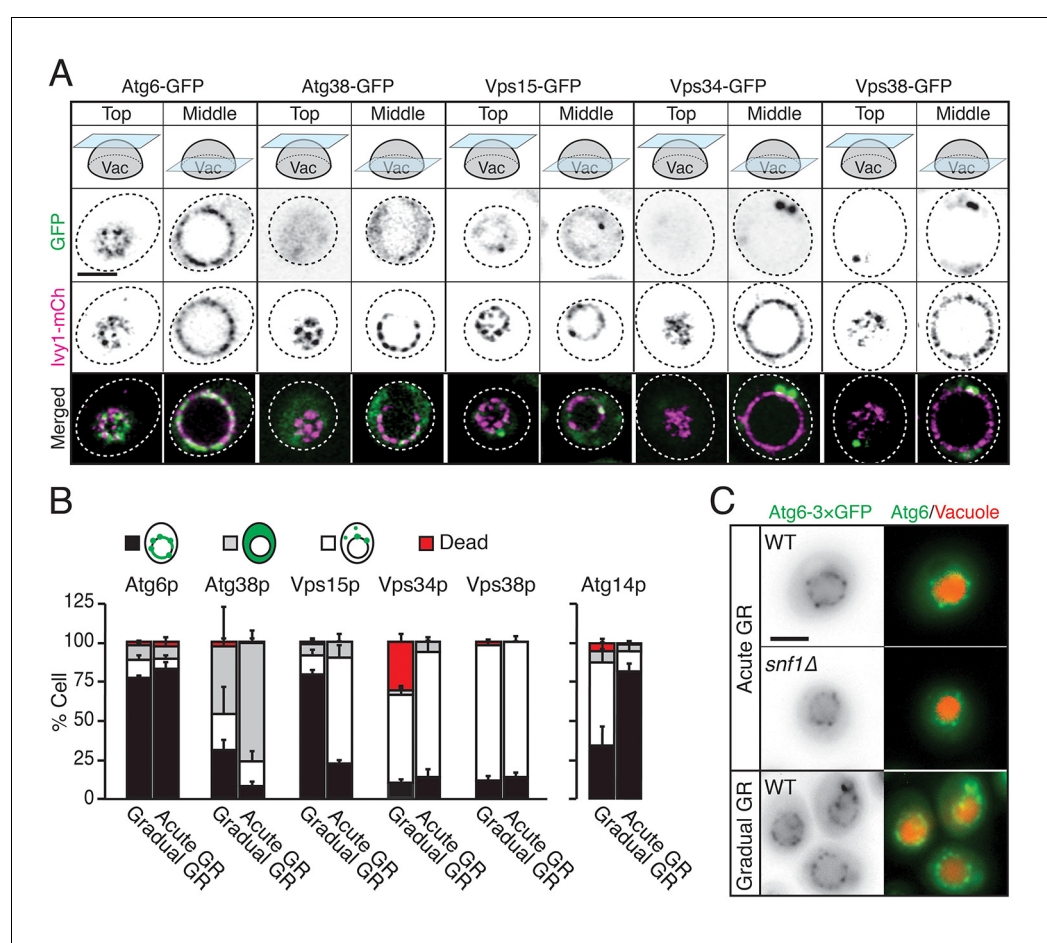 A
Atg6-GFP Atg38-GFP Vps15-GFP Vps34-GFP Vps38-GFP
Top Middle Top Middle Top Middle Top Middle Top Middle
Vac Vac Vac Vac Vac Vac Vac Vac Vac Vac
GFP
Ivy1-mCh
Merged
B
Dead
Atg6p Atg38p Vps15p Vps34p Vps38p Atg14p
% Cell
125
100
75
50
25
0
Gradual GR Acute GR Gradual GR Acute GR Gradual GR Acute GR Gradual GR Acute GR Gradual GR Acute GR Gradual GR Acute GR
C
Atg6-3×GFP Atg6/Vacuole
Acute GR
WT
snf1Δ
Gradual GR
WT